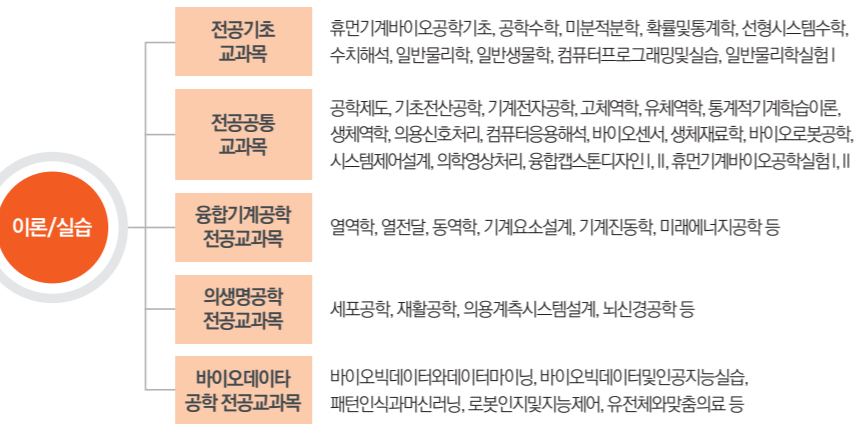 이론/실습
전공기초
교과목
휴먼기계바이오공학기초, 공학수학, 미분적분학, 확률및통계학, 선형시스템수학,
수치해석, 일반물리학, 일반생물학, 컴퓨터프로그래밍및실습, 일반물리학실험 I
전공공통
교과목
공학제도, 기초전산공학, 기계전자공학, 고체역학, 유체역학, 통계적기계학습이론,
생체역학, 의용신호처리, 컴퓨터응용해석, 바이오센서, 생체재료학, 바이오로봇공학,
시스템제어설계, 의학영상처리, 융합캡스톤디자인 I, II, 휴먼기계바이오공학실험 I, II
융합기계공학
전공교과목
열역학, 열전달, 동역학, 기계요소설계, 기계진동학, 미래에너지공학 등
의생명공학
전공교과목
세포공학, 재활공학, 의용계측시스템설계, 뇌신경공학 등
바이오데이타
공학 전공교과목
바이오빅데이터와데이터마이닝, 바이오빅데이터및인공지능실습,
패턴인식과머신러닝, 로봇인지및지능제어, 유전체와맞춤의료 등